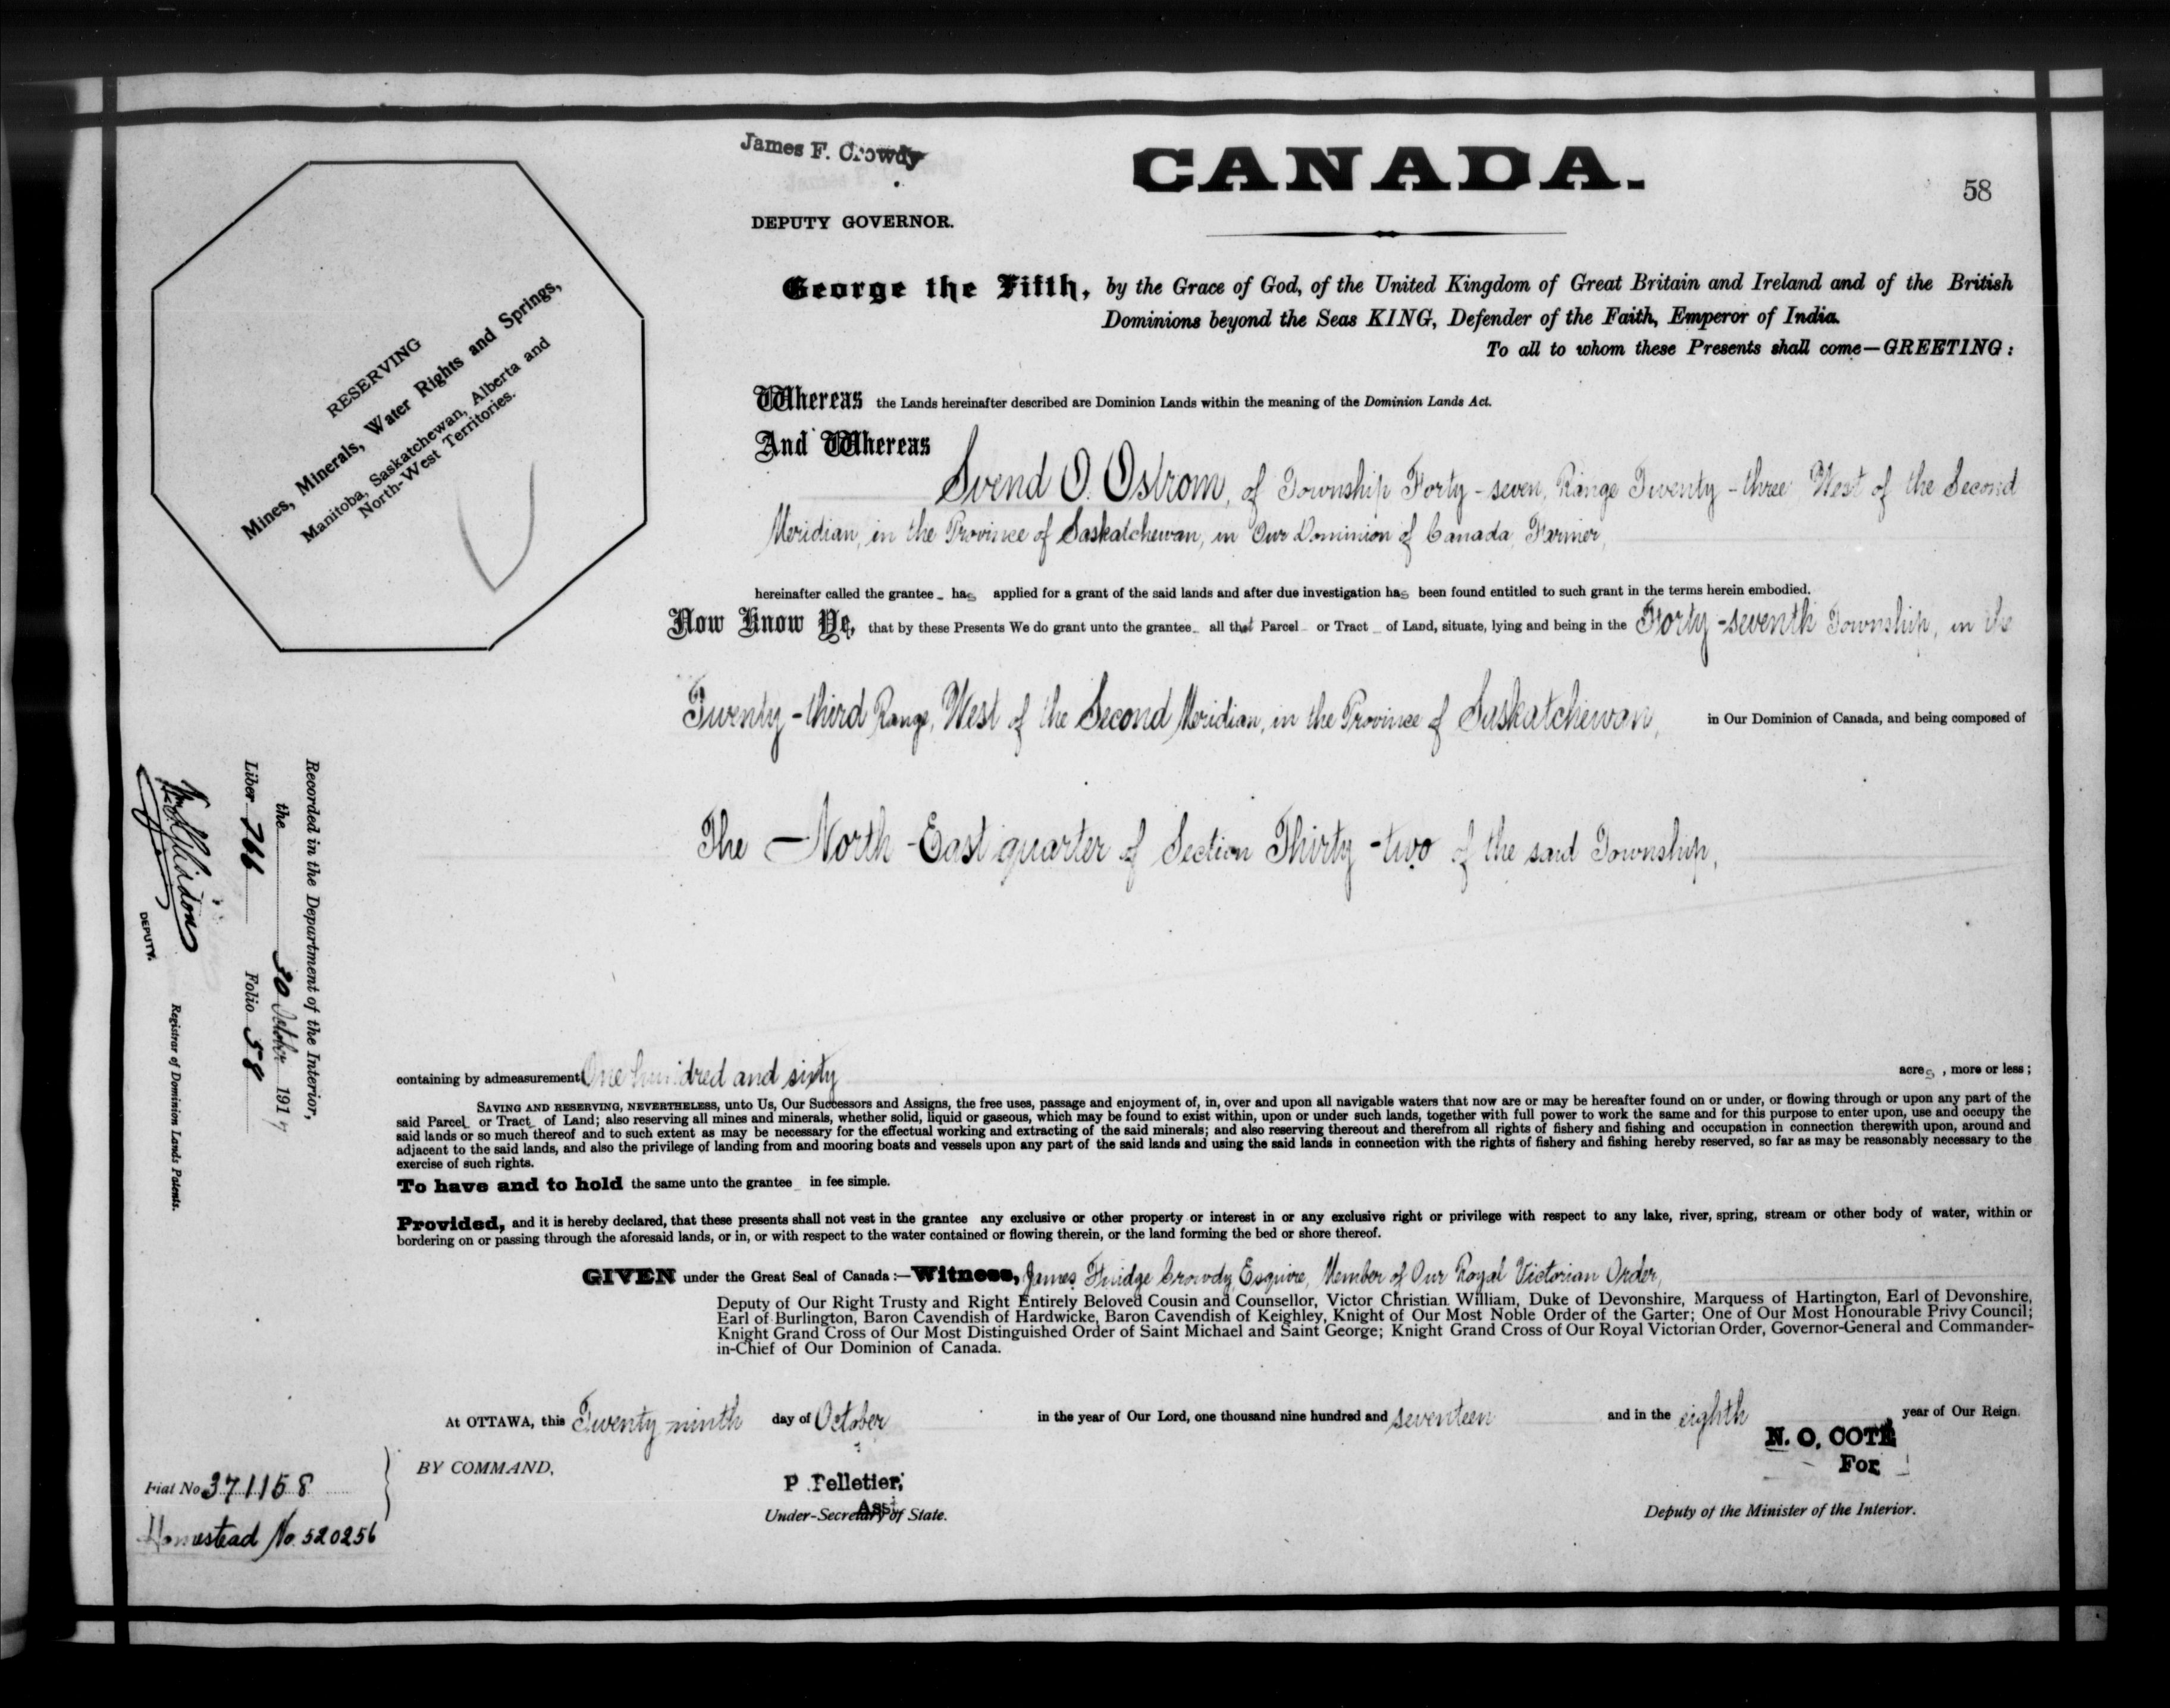 James F. Crowdy
DEPUTY GOVERNOR.
CANADA.
58
RESERVING
Mines, Minerals, Water Rights and Springs,
Manitoba, Saskatchewan, Alberta and
North-West Territories.
George the Fifth, by the Grace of God, of the United Kingdom of Great Britain and Ireland and of the British
Dominions beyond the Seas KING, Defender of the Faith, Emperor of India.
To all to whom these Presents shall come—GREETING:
Whereas the Lands hereinafter described are Dominion Lands within the meaning of the Dominion Lands Act.
And Whereas
Svend O. Ostrom, of Township Forty-seven, Range Twenty-three West of the Second
Meridian, in the Province of Saskatchewan, in Our Dominion of Canada, Farmer,
hereinafter called the grantee has applied for a grant of the said lands and after due investigation has been found entitled to such grant in the terms herein embodied.
Now Know Ye, that by these Presents We do grant unto the grantee all that Parcel or Tract of Land, situate, lying and being in the Forty-seventh Township, in the
Twenty-third Range, West of the Second Meridian, in the Province of Saskatchewan, in Our Dominion of Canada, and being composed of
The North-East quarter of Section Thirty-two of the said Township,
Recorded in the Department of the Interior,
the 30 October 1917
Liber 766 Folio 58
DEPUTY.
Registrar of Dominion Lands Patents.
containing by admeasurement One hundred and sixty acres, more or less;
SAVING AND RESERVING, NEVERTHELESS, unto Us, Our Successors and Assigns, the free uses, passage and enjoyment of, in, over and upon all navigable waters that now are or may be hereafter found on or under, or flowing through or upon any part of the
said Parcel or Tract of Land; also reserving all mines and minerals, whether solid, liquid or gaseous, which may be found to exist within, upon or under such lands, together with full power to work the same and for this purpose to enter upon, use and occupy the
said lands or so much thereof and to such extent as may be necessary for the effectual working and extracting of the said minerals; and also reserving thereout and therefrom all rights of fishery and fishing and occupation in connection therewith upon, around and
adjacent to the said lands, and also the privilege of landing from and mooring boats and vessels upon any part of the said lands and using the said lands in connection with the rights of fishery and fishing hereby reserved, so far as may be reasonably necessary to the
exercise of such rights.
To have and to hold the same unto the grantee in fee simple.
Provided, and it is hereby declared, that these presents shall not vest in the grantee any exclusive or other property or interest in or any exclusive right or privilege with respect to any lake, river, spring, stream or other body of water, within or
bordering on or passing through the aforesaid lands, or in, or with respect to the water contained or flowing therein, or the land forming the bed or shore thereof.
GIVEN under the Great Seal of Canada:—Witness, James Fruidge Crowdy, Esquire, Member of Our Royal Victorian Order,
Deputy of Our Right Trusty and Right Entirely Beloved Cousin and Counsellor, Victor Christian William, Duke of Devonshire, Marquess of Hartington, Earl of Devonshire,
Earl of Burlington, Baron Cavendish of Hardwicke, Baron Cavendish of Keighley, Knight of Our Most Noble Order of the Garter; One of Our Most Honourable Privy Council;
Knight Grand Cross of Our Most Distinguished Order of Saint Michael and Saint George; Knight Grand Cross of Our Royal Victorian Order, Governor-General and Commander-
in-Chief of Our Dominion of Canada.
At OTTAWA, this Twenty-ninth day of October in the year of Our Lord, one thousand nine hundred and seventeen and in the eighth year of Our Reign.
BY COMMAND,
P. Pelletier,
Asst
Under-Secretary of State.
N. O. COTE
For
Deputy of the Minister of the Interior.
Fiat No 371158
Homestead No. 520256